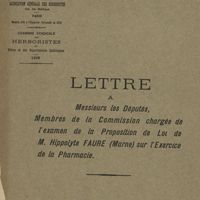 ASSOCIATION GÉNÉRALE DES HERBORISTES
PARIS
CHAMBRE SYNDICALE
HERBORISTES
LETTRE
A
Messieurs les Députés,
Membres de la Commission chargée de
l'examen de la Proposition de Loi de
M. Hippolyte FAURE (Marne) sur l'Exercice
de la Pharmacie.